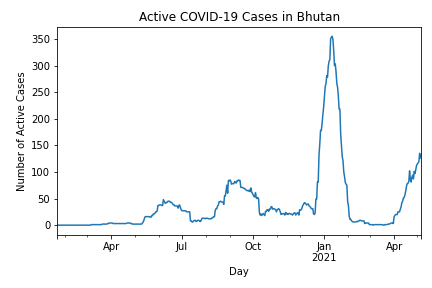 Active COVID-19 Cases in Bhutan
Number of Active Cases
350
300
250
200
150
100
50
0
Apr
Jul
Oct
Jan
2021
Apr
Day